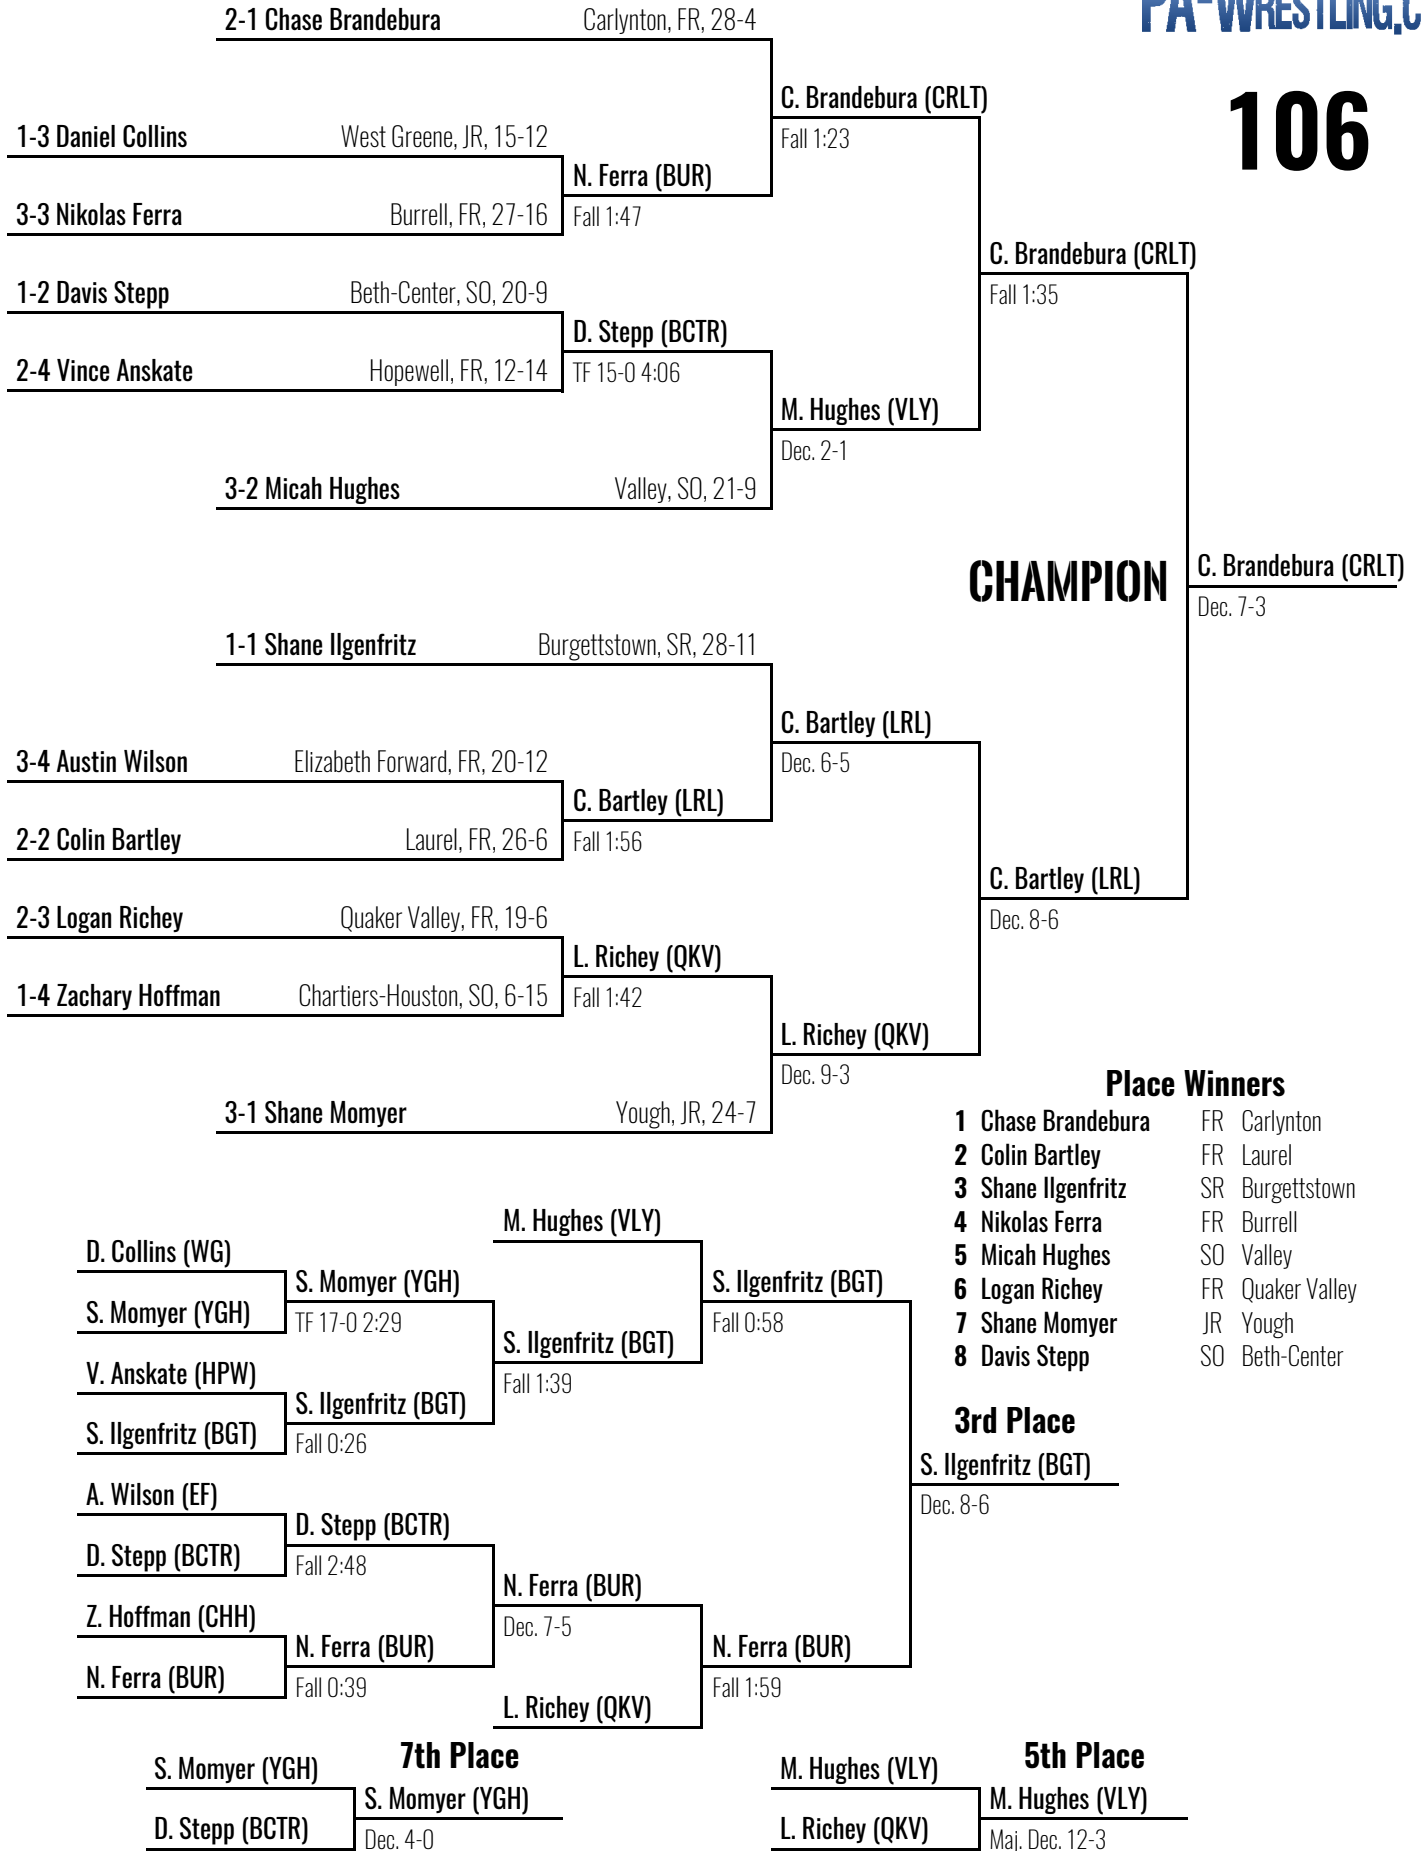 PA-WRESTLING.C
106
2-1 Chase Brandebura Carlynton, FR, 28-4
C. Brandebura (CRLT)
Fall 1:23
1-3 Daniel Collins West Greene, JR, 15-12
N. Ferra (BUR)
Fall 1:47
3-3 Nikolas Ferra Burrell, FR, 27-16
C. Brandebura (CRLT)
Fall 1:35
1-2 Davis Stepp Beth-Center, SO, 20-9
D. Stepp (BCTR)
TF 15-0 4:06
2-4 Vince Anskate Hopewell, FR, 12-14
M. Hughes (VLY)
Dec. 2-1
3-2 Micah Hughes Valley, SO, 21-9
CHAMPION
C. Brandebura (CRLT)
Dec. 7-3
1-1 Shane Ilgenfritz Burgettstown, SR, 28-11
C. Bartley (LRL)
Dec. 6-5
3-4 Austin Wilson Elizabeth Forward, FR, 20-12
C. Bartley (LRL)
Fall 1:56
2-2 Colin Bartley Laurel, FR, 26-6
C. Bartley (LRL)
Dec. 8-6
2-3 Logan Richey Quaker Valley, FR, 19-6
L. Richey (QKV)
Fall 1:42
1-4 Zachary Hoffman Chartiers-Houston, SO, 6-15
L. Richey (QKV)
Dec. 9-3
3-1 Shane Momyer Yough, JR, 24-7
Place Winners
1 Chase Brandebura FR Carlynton
2 Colin Bartley FR Laurel
3 Shane Ilgenfritz SR Burgettstown
4 Nikolas Ferra FR Burrell
5 Micah Hughes SO Valley
6 Logan Richey FR Quaker Valley
7 Shane Momyer JR Yough
8 Davis Stepp SO Beth-Center
M. Hughes (VLY)
D. Collins (WG)
S. Momyer (YGH)
S. Ilgenfritz (BGT)
S. Momyer (YGH)
TF 17-0 2:29
Fall 0:58
S. Ilgenfritz (BGT)
V. Anskate (HPW)
Fall 1:39
S. Ilgenfritz (BGT)
S. Ilgenfritz (BGT)
Fall 0:26
3rd Place
S. Ilgenfritz (BGT)
Dec. 8-6
A. Wilson (EF)
D. Stepp (BCTR)
D. Stepp (BCTR)
Fall 2:48
N. Ferra (BUR)
Z. Hoffman (CHH)
Dec. 7-5
N. Ferra (BUR)
N. Ferra (BUR)
N. Ferra (BUR)
Fall 0:39
Fall 1:59
L. Richey (QKV)
7th Place
S. Momyer (YGH)
S. Momyer (YGH)
D. Stepp (BCTR)
Dec. 4-0
5th Place
M. Hughes (VLY)
M. Hughes (VLY)
L. Richey (QKV)
Maj. Dec. 12-3